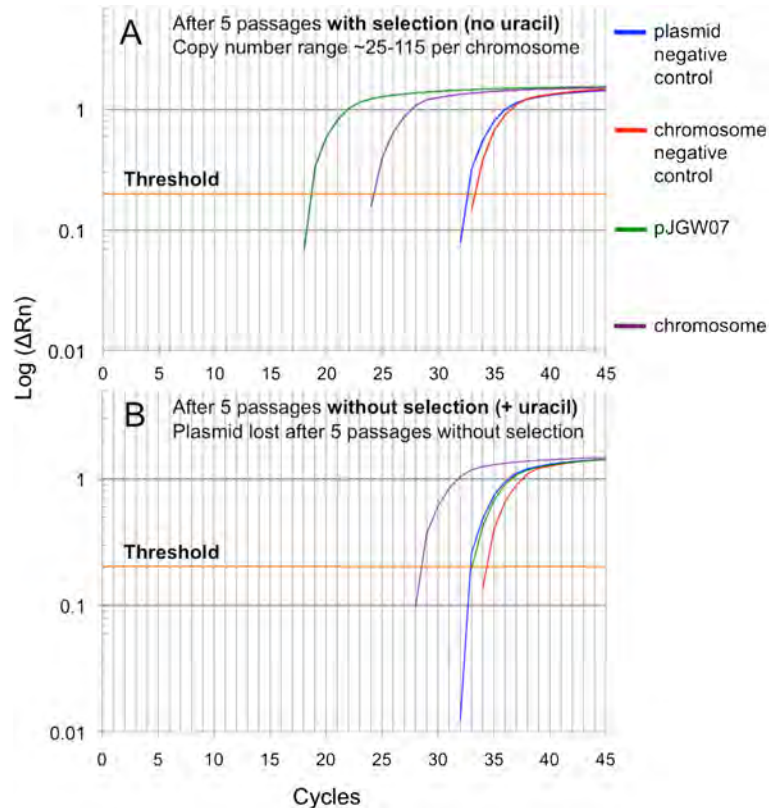 A
After 5 passages with selection (no uracil)
Copy number range ~25-115 per chromosome
plasmid
negative
control
chromosome
negative
control
pJGW07
chromosome
1
Threshold
0.1
0.01
0 5 10 15 20 25 30 35 40 45
Log (ΔRn)
B
After 5 passages without selection (+ uracil)
Plasmid lost after 5 passages without selection
1
Threshold
0.1
0.01
0 5 10 15 20 25 30 35 40 45
Cycles